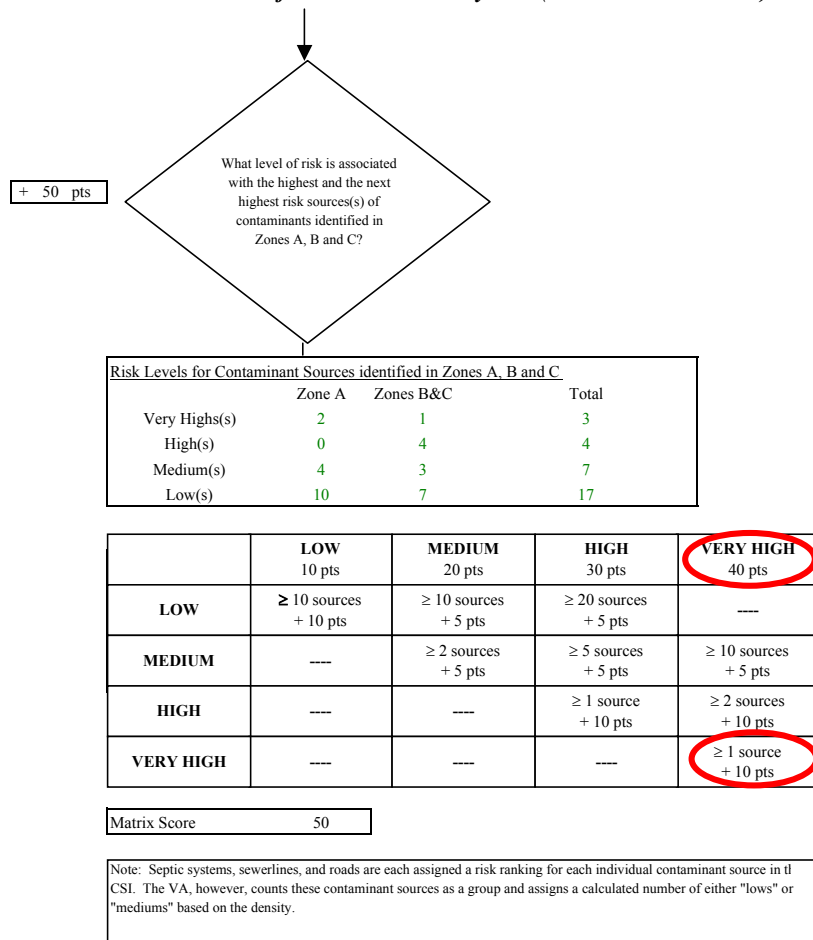 What level of risk is associated
with the highest and the next
highest risk sources(s) of
contaminants identified in
Zones A, B and C?
+ 50 pts
Risk Levels for Contaminant Sources identified in Zones A, B and C
Zone A Zones B&C Total
Very Highs(s) 2 1 3
High(s) 0 4 4
Medium(s) 4 3 7
Low(s) 10 7 17
LOW MEDIUM HIGH VERY HIGH
10 pts 20 pts 30 pts 40 pts
LOW ≥ 10 sources ≥ 10 sources ≥ 20 sources ----
+ 10 pts + 5 pts + 5 pts
MEDIUM ---- ≥ 2 sources ≥ 5 sources ≥ 10 sources
+ 5 pts + 5 pts + 5 pts
HIGH ---- ---- ≥ 1 source ≥ 2 sources
+ 10 pts + 10 pts
VERY HIGH ---- ---- ---- ≥ 1 source
+ 10 pts
Matrix Score 50
Note: Septic systems, sewerlines, and roads are each assigned a risk ranking for each individual contaminant source in
CSI. The VA, however, counts these contaminant sources as a group and assigns a calculated number of either "lows" or
"mediums" based on the density.